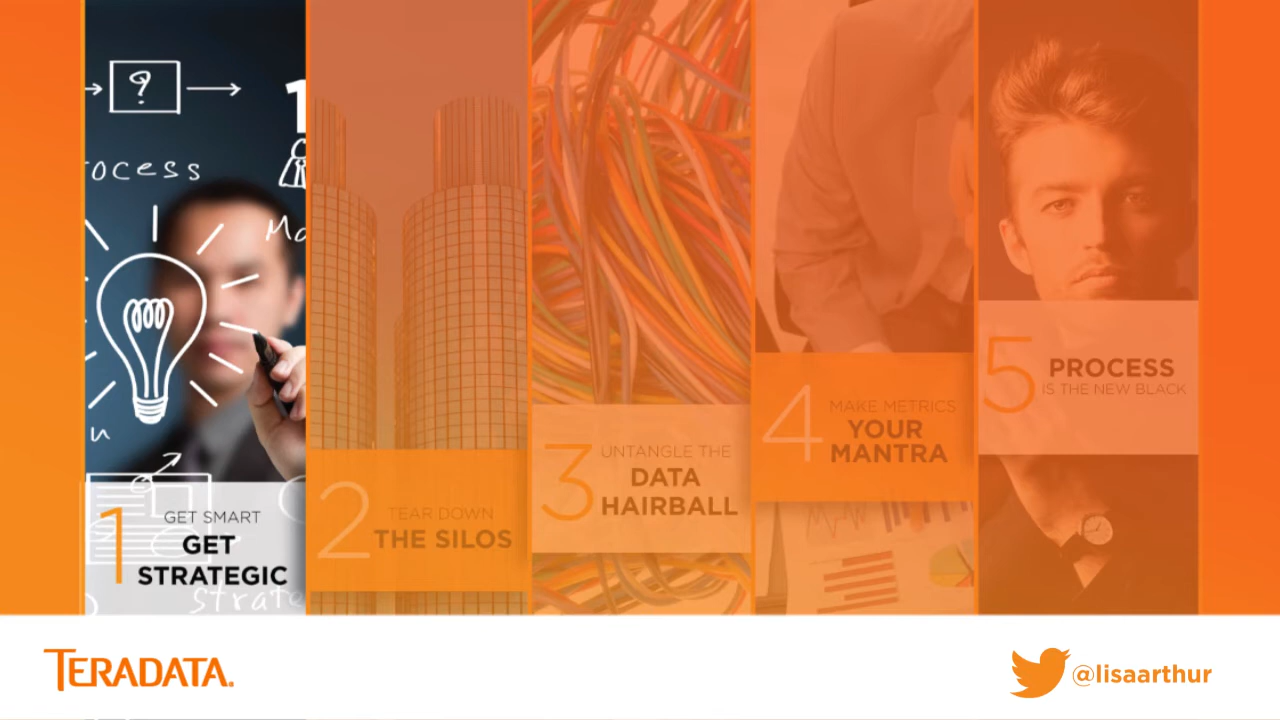 ?
ocess
1
GET SMART
GET
STRATEGIC
2
TEAR DOWN
THE SILOS
3
UNTANGLE THE
DATA
HAIRBALL
4
MAKE METRICS
YOUR
MANTRA
5
PROCESS
IS THE NEW BLACK
TERADATA.
@lisaarthur